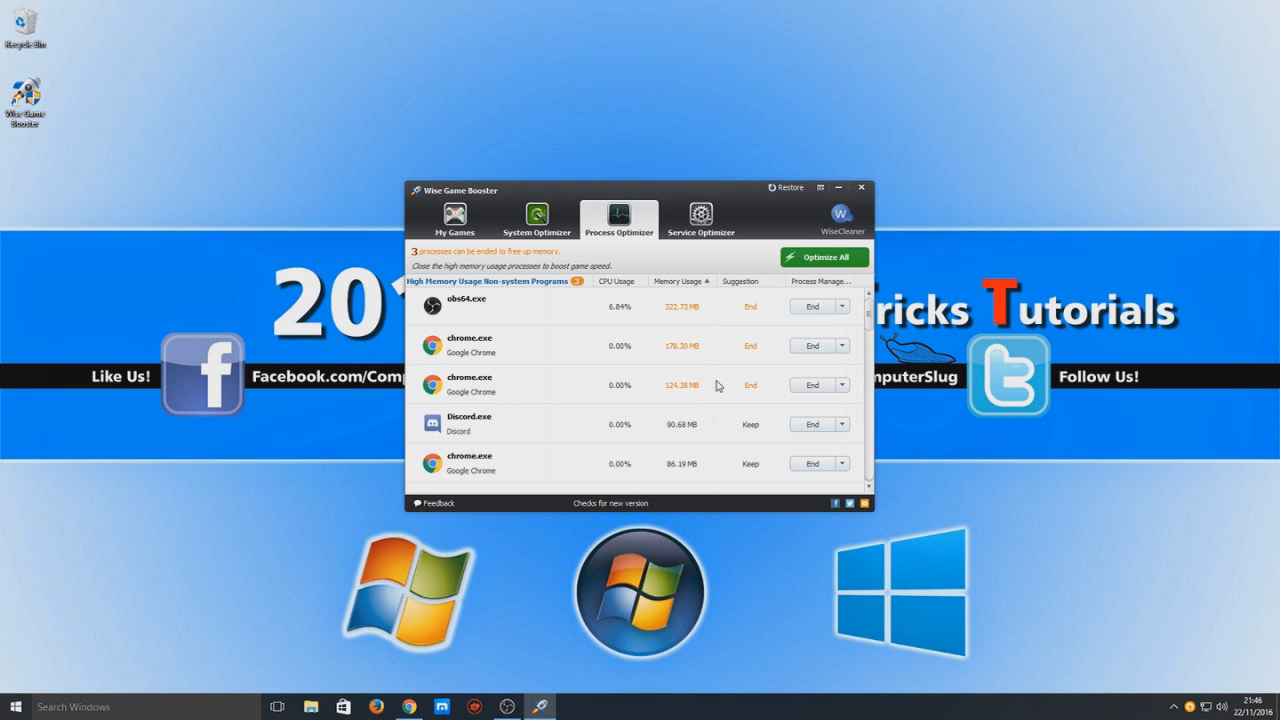 Recycle Bin
Wise Game
Booster
Wise Game Booster
Restore
My Games
System Optimizer
Process Optimizer
Service Optimizer
W
WiseCleaner
3 processes can be ended to free up memory.
Close the high memory usage processes to boost game speed.
Optimize All
High Memory Usage Non-system Programs 3 CPU Usage Memory Usage Suggestion Process Manage...
obs64.exe
6.84% 322.73 MB End End
chrome.exe
Google Chrome
0.00% 178.30 MB End End
chrome.exe
Google Chrome
0.00% 124.38 MB End End
Discord.exe
Discord
0.00% 90.68 MB Keep End
chrome.exe
Google Chrome
0.00% 86.19 MB Keep End
Feedback
Checks for new version
20
ricks Tutorials
Like Us!
Facebook.com/Comp
mputerSlug
Follow Us!
Search Windows
21:46
22/11/2016